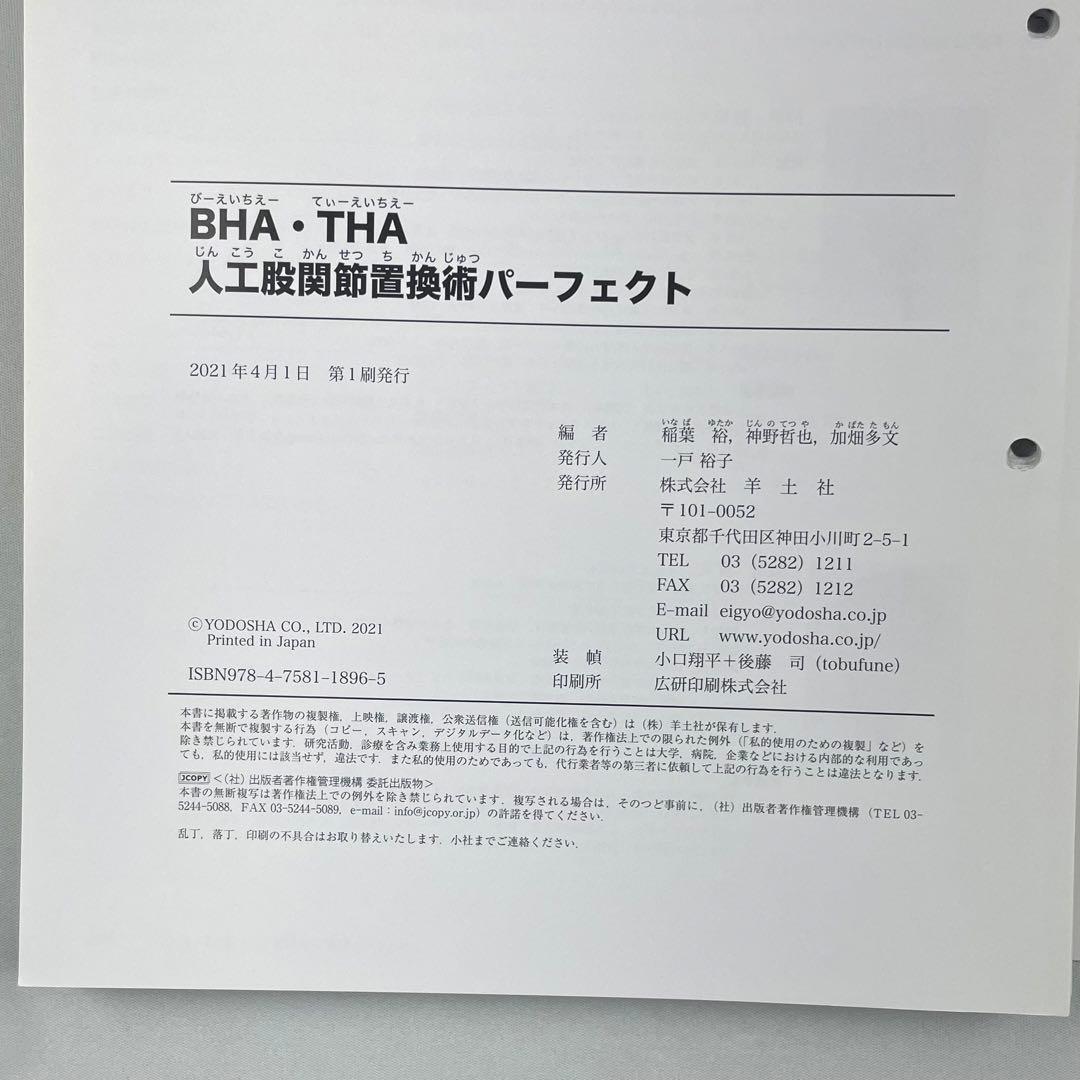 びーえいちえー てぃーえいちえー
BHA・THA
じんこうこかんせつちかんじゅつ
人工股関節置換術パーフェクト
2021年4月1日 第1刷発行
いなば ゆたか じんのてつや かばたたもん
編 者 稲葉 裕，神野哲也，加畑多文
発行人 一戸 裕子
発行所 株式会社 羊 土 社
〒101-0052
東京都千代田区神田小川町2-5-1
TEL 03（5282）1211
FAX 03（5282）1212
E-mail eigyo@yodosha.co.jp
©YODOSHA CO., LTD. 2021
URL www.yodosha.co.jp/
Printed in Japan
装 幀 小口翔平＋後藤 司（tobufune）
ISBN978-4-7581-1896-5
印刷所 広研印刷株式会社
本書に掲載する著作物の複製権，上映権，譲渡権，公衆送信権（送信可能化権を含む）は（株）羊土社が保有します．
本書を無断で複製する行為（コピー，スキャン，デジタルデータ化など）は，著作権法上での限られた例外（「私的使用のための複製」など）を
除き禁じられています．研究活動，診療を含み業務上使用する目的で上記の行為を行うことは大学，病院，企業などにおける内部的な利用であっ
ても，私的使用には該当せず，違法です．また私的使用のためであっても，代行業者等の第三者に依頼して上記の行為を行うことは違法となります．
JCOPY ＜（社）出版者著作権管理機構 委託出版物＞
本書の無断複写は著作権法上での例外を除き禁じられています．複写される場合は，そのつど事前に，（社）出版者著作権管理機構（TEL 03-
5244-5088，FAX 03-5244-5089，e-mail：info@jcopy.or.jp）の許諾を得てください．
乱丁，落丁，印刷の不具合はお取り替えいたします．小社までご連絡ください．